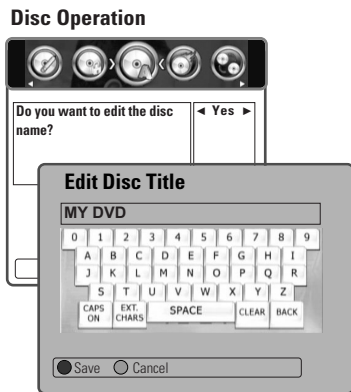 Disc Operation
Do you want to edit the disc name?
◄ Yes ►
Edit Disc Title
MY DVD
0 1 2 3 4 5 6 7 8 9
A B C D E F G H I
J K L M N O P Q R
S T U V W X Y Z
CAPS ON EXT. CHARS SPACE CLEAR BACK
Save Cancel